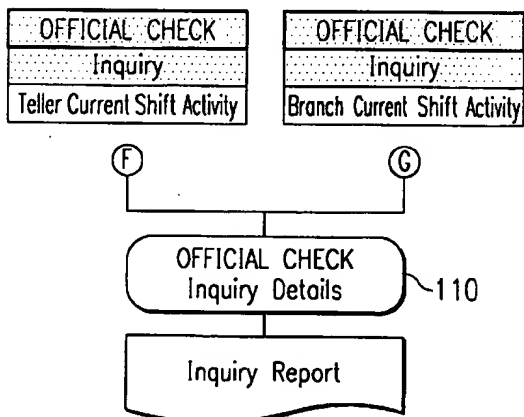 OFFICIAL CHECK
Inquiry
Teller Current Shift Activity
OFFICIAL CHECK
Inquiry
Branch Current Shift Activity
F
G
OFFICIAL CHECK
Inquiry Details
110
Inquiry Report